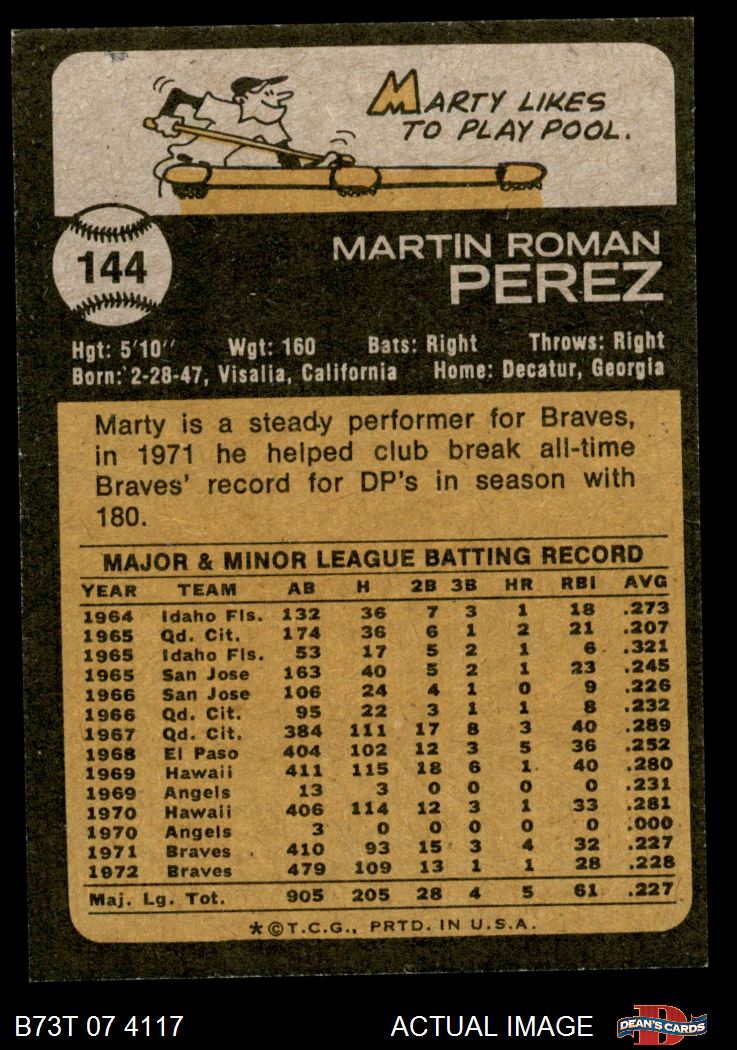 MARTY LIKES
TO PLAY POOL.
144
MARTIN ROMAN
PEREZ
Hgt: 5'10" Wgt: 160 Bats: Right Throws: Right
Born: 2-28-47, Visalia, California Home: Decatur, Georgia
Marty is a steady performer for Braves,
in 1971 he helped club break all-time
Braves' record for DP's in season with
180.
MAJOR & MINOR LEAGUE BATTING RECORD
YEAR TEAM AB H 2B 3B HR RBI AVG
1964 Idaho Fls. 132 36 7 3 1 18 .273
1965 Qd. Cit. 174 36 6 1 2 21 .207
1965 Idaho Fls. 53 17 5 2 1 6 .321
1965 San Jose 163 40 5 2 1 23 .245
1966 San Jose 106 24 4 1 0 9 .226
1966 Qd. Cit. 95 22 3 1 1 8 .232
1967 Qd. Cit. 384 111 17 8 3 40 .289
1968 El Paso 404 102 12 3 5 36 .252
1969 Hawaii 411 115 18 6 1 40 .280
1969 Angels 13 3 0 0 0 0 .231
1970 Hawaii 406 114 12 3 1 33 .281
1970 Angels 3 0 0 0 0 0 .000
1971 Braves 410 93 15 3 4 32 .227
1972 Braves 479 109 13 1 1 28 .228
Maj. Lg. Tot. 905 205 28 4 5 61 .227
*©T.C.G., PRTD. IN U.S.A.
B73T 07 4117 ACTUAL IMAGE D DEAN'S CARDS